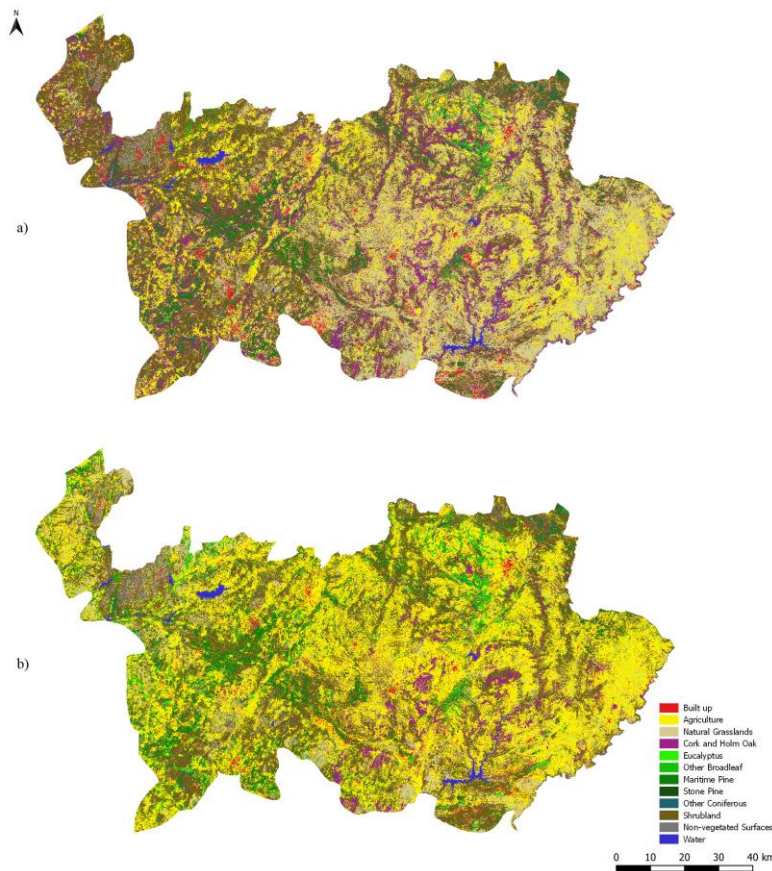 N
a)
b)
Built up
Agriculture
Natural Grasslands
Cork and Holm Oak
Eucalyptus
Other Broadleaf
Maritime Pine
Stone Pine
Other Coniferous
Shrubland
Non-vegetated Surfaces
Water
0 10 20 30 40 km